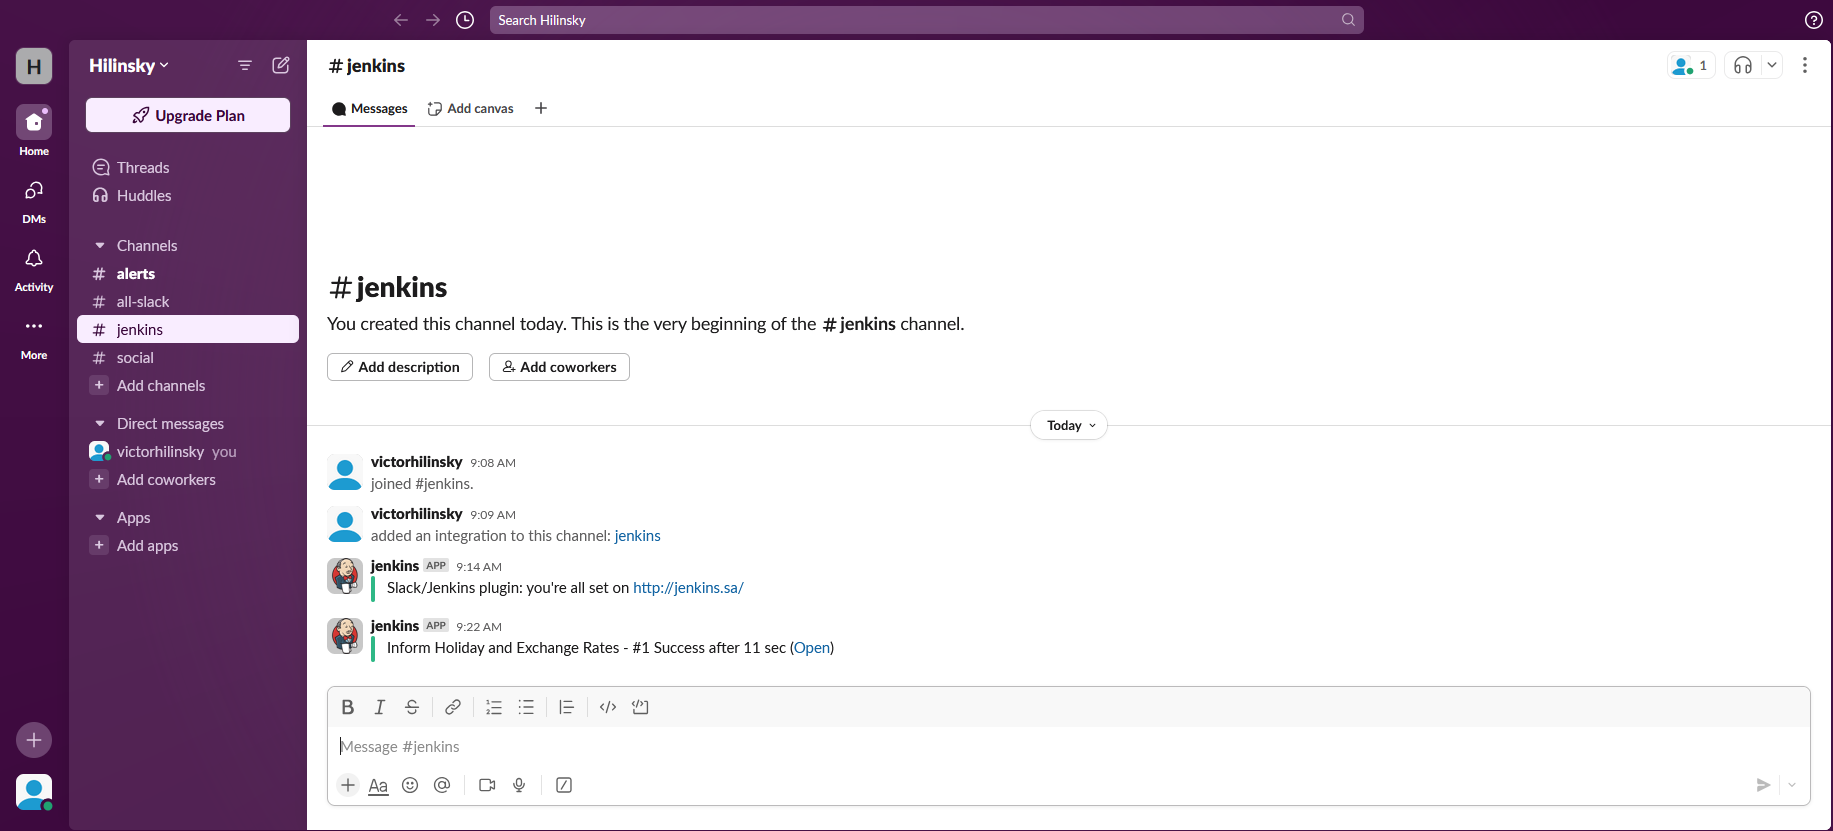 Search Hilinsky
H
Home
DMs
Activity
More
Hilinsky
Upgrade Plan
Threads
Huddles
Channels
# alerts
# all-slack
# jenkins
# social
+ Add channels
Direct messages
victorhilinsky you
+ Add coworkers
Apps
+ Add apps
# jenkins
1
Messages
Add canvas
# jenkins
You created this channel today. This is the very beginning of the # jenkins channel.
Add description
Add coworkers
Today
victorhilinsky 9:08 AM
joined #jenkins.
victorhilinsky 9:09 AM
added an integration to this channel: jenkins
jenkins APP 9:14 AM
Slack/Jenkins plugin: you're all set on http://jenkins.sa/
jenkins APP 9:22 AM
Inform Holiday and Exchange Rates - #1 Success after 11 sec (Open)
B I S
Message #jenkins
+ Aa @